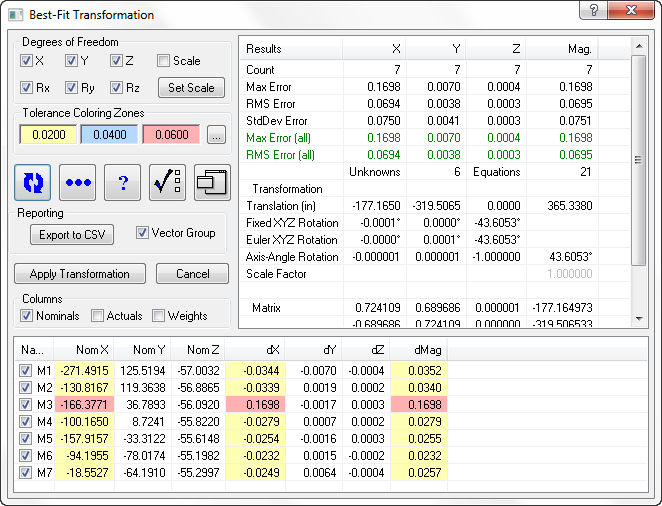 Best-Fit Transformation
Degrees of Freedom
X Y Z Scale
Rx Ry Rz Set Scale
Tolerance Coloring Zones
0.0200 0.0400 0.0600 ...
?
Reporting
Export to CSV Vector Group
Apply Transformation Cancel
Columns
Nominals Actuals Weights
Results X Y Z Mag.
Count 7 7 7 7
Max Error 0.1698 0.0070 0.0004 0.1698
RMS Error 0.0694 0.0038 0.0003 0.0695
StdDev Error 0.0750 0.0041 0.0003 0.0751
Max Error (all) 0.1698 0.0070 0.0004 0.1698
RMS Error (all) 0.0694 0.0038 0.0003 0.0695
Unknowns 6 Equations 21
Transformation
Translation (in) -177.1650 -319.5065 0.0000 365.3380
Fixed XYZ Rotation -0.0001° -0.0000° -43.6053°
Euler XYZ Rotation -0.0000° 0.0001° -43.6053°
Axis-Angle Rotation -0.000001 0.000001 -1.000000 43.6053°
Scale Factor 1.000000
Matrix 0.724109 0.689686 0.000001 -177.164973
-0.689686 0.724109 0.000001 -319.506533
Na... Nom X Nom Y Nom Z dX dY dZ dMag
M1 -271.4915 125.5194 -57.0032 -0.0344 -0.0070 -0.0004 0.0352
M2 -130.8167 119.3638 -56.8865 -0.0339 0.0019 0.0002 0.0340
M3 -166.3771 36.7893 -56.0920 0.1698 -0.0017 0.0003 0.1698
M4 -100.1650 8.7241 -55.8220 -0.0279 0.0007 0.0002 0.0279
M5 -157.9157 -33.3122 -55.6148 -0.0254 -0.0016 0.0003 0.0255
M6 -94.1955 -78.0174 -55.1982 -0.0232 0.0015 -0.0002 0.0232
M7 -18.5527 -64.1910 -55.2997 -0.0249 0.0064 -0.0004 0.0257